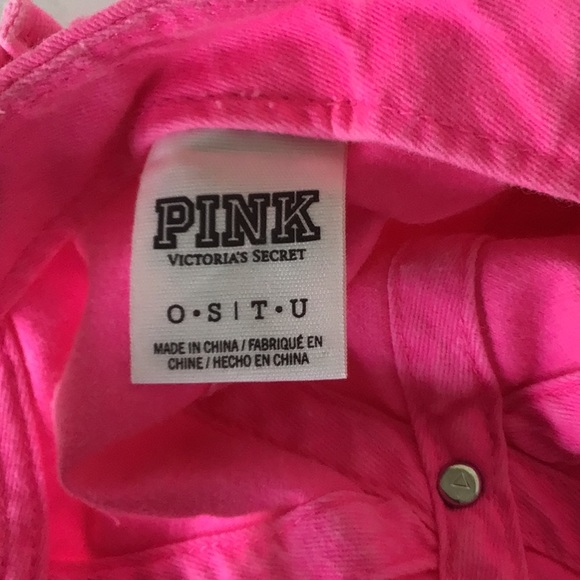 PINK
VICTORIA'S SECRET
O•S | T•U
MADE IN CHINA / FABRIQUÉ EN
CHINE / HECHO EN CHINA